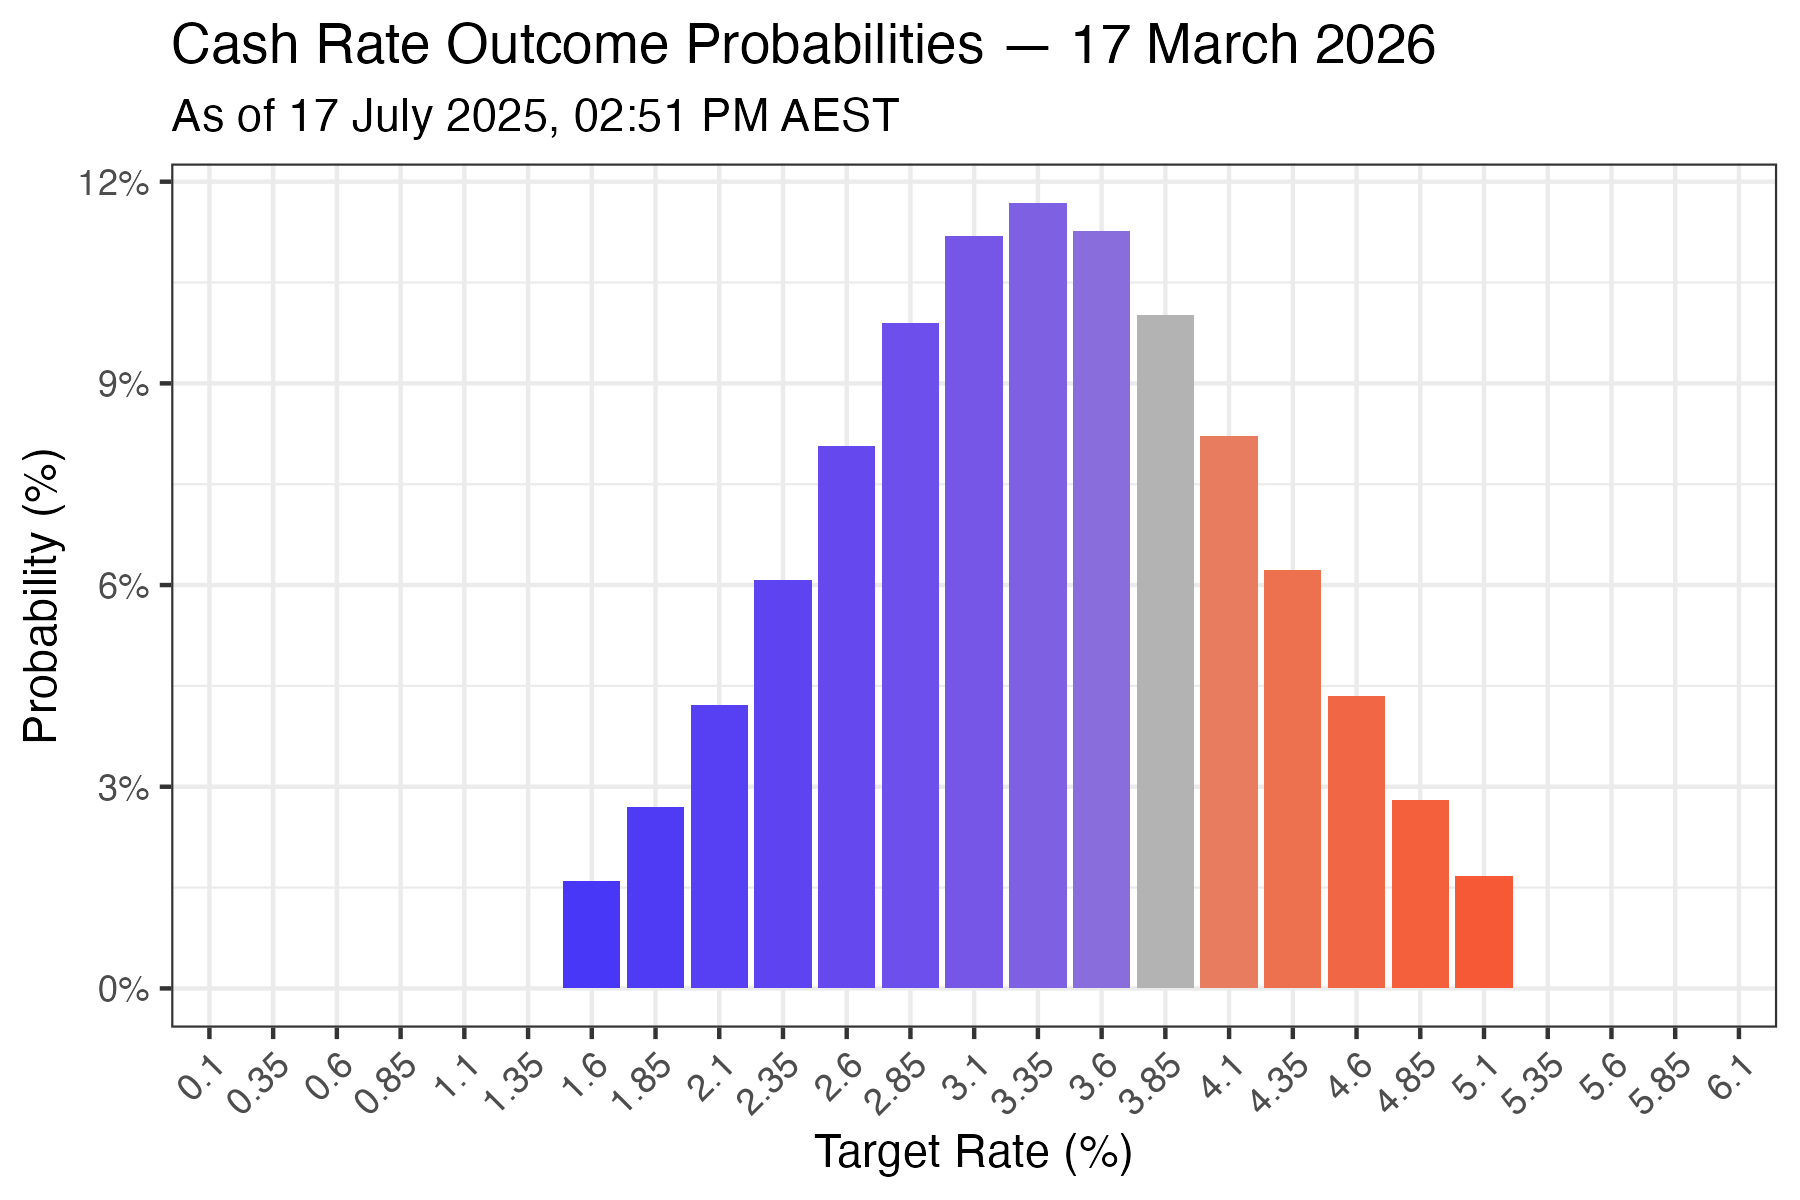 Cash Rate Outcome Probabilities — 17 March 2026
As of 17 July 2025, 02:51 PM AEST
12%
9%
6%
3%
0%
Probability (%)
0.1 0.35 0.6 0.85 1.1 1.35 1.6 1.85 2.1 2.35 2.6 2.85 3.1 3.35 3.6 3.85 4.1 4.35 4.6 4.85 5.1 5.35 5.6 5.85 6.1
Target Rate (%)